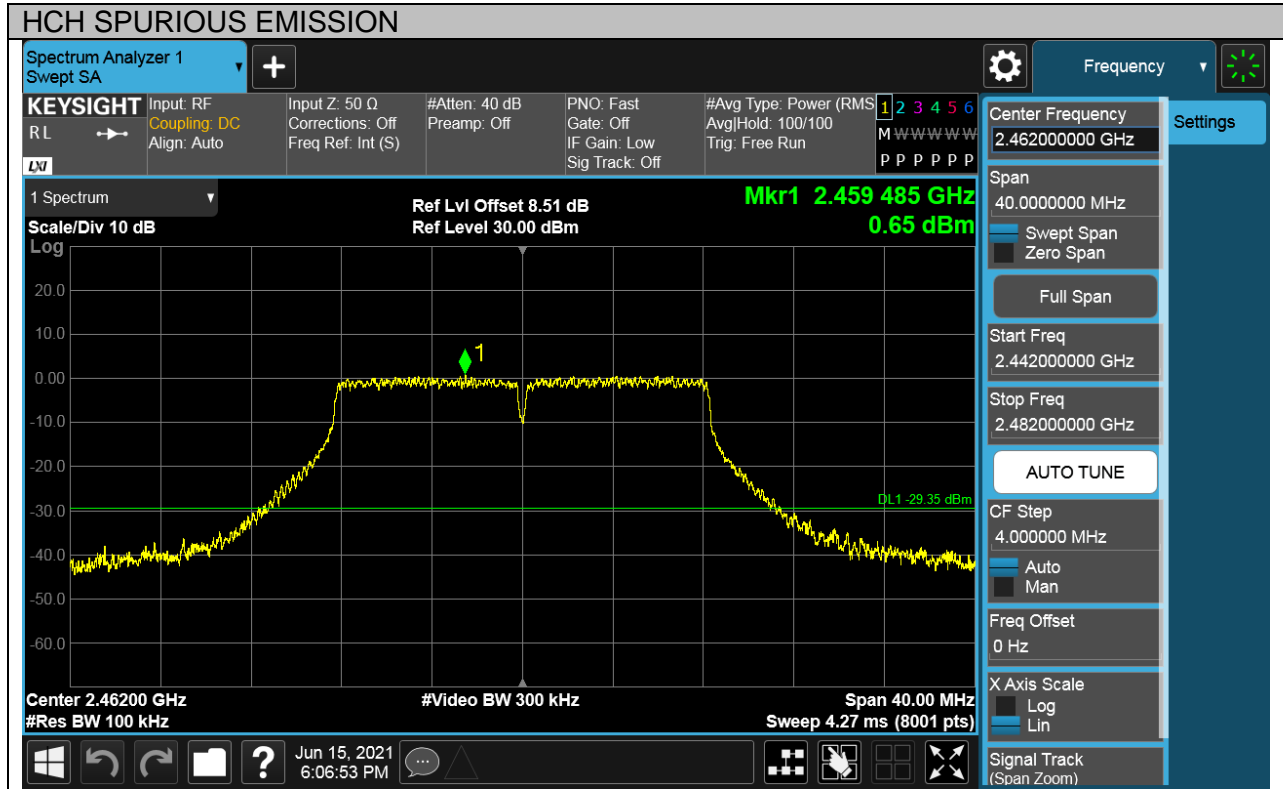 HCH SPURIOUS EMISSION
Spectrum Analyzer 1
Swept SA
Frequency
KEYSIGHT
RL
LXI
Input: RF
Coupling: DC
Align: Auto
Input Z: 50 Ω
Corrections: Off
Freq Ref: Int (S)
#Atten: 40 dB
Preamp: Off
PNO: Fast
Gate: Off
IF Gain: Low
Sig Track: Off
#Avg Type: Power (RMS
Avg|Hold: 100/100
Trig: Free Run
1 2 3 4 5 6
M W W W W W
P P P P P P
1 Spectrum
Scale/Div 10 dB
Ref Lvl Offset 8.51 dB
Ref Level 30.00 dBm
Mkr1 2.459 485 GHz
0.65 dBm
Log
20.0
10.0
0.00
-10.0
-20.0
-30.0
-40.0
-50.0
-60.0
1
DL1 -29.35 dBm
Center 2.46200 GHz
#Res BW 100 kHz
#Video BW 300 kHz
Span 40.00 MHz
Sweep 4.27 ms (8001 pts)
Center Frequency
2.462000000 GHz
Settings
Span
40.0000000 MHz
Swept Span
Zero Span
Full Span
Start Freq
2.442000000 GHz
Stop Freq
2.482000000 GHz
AUTO TUNE
CF Step
4.000000 MHz
Auto
Man
Freq Offset
0 Hz
X Axis Scale
Log
Lin
Signal Track
(Span Zoom)
?
Jun 15, 2021
6:06:53 PM